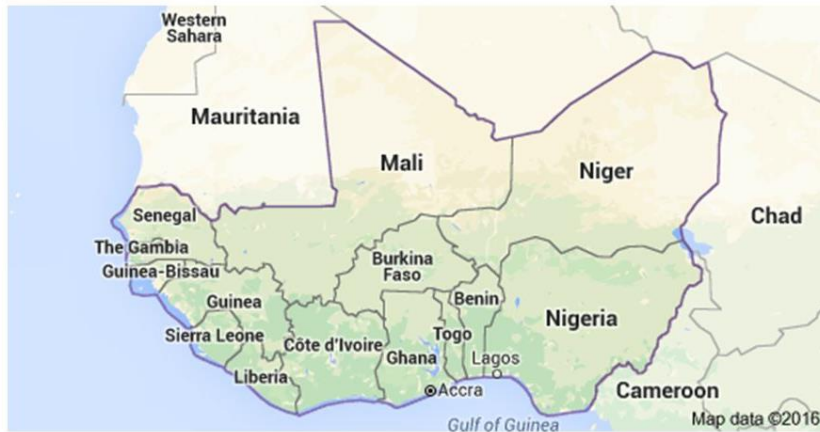 Western
Sahara
Mauritania
Mali
Niger
Chad
Senegal
The Gambia
Guinea-Bissau
Burkina
Faso
Guinea
Benin
Nigeria
Sierra Leone
Côte d'Ivoire
Togo
Ghana
Lagos
Liberia
Accra
Cameroon
Gulf of Guinea
Map data ©2016